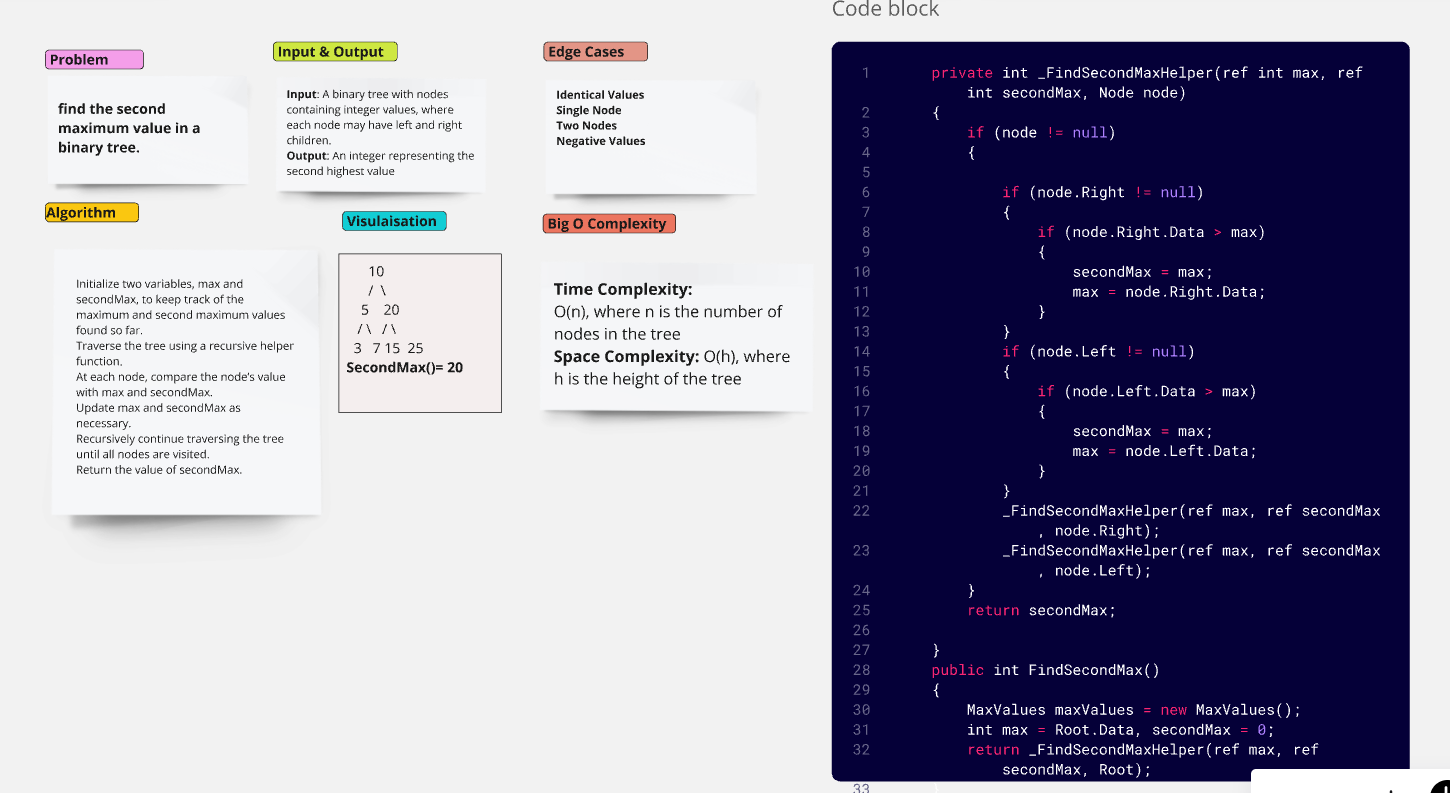 Problem
find the second
maximum value in a
binary tree.
Input & Output
Input: A binary tree with nodes
containing integer values, where
each node may have left and right
children.
Output: An integer representing the
second highest value
Edge Cases
Identical Values
Single Node
Two Nodes
Negative Values
Algorithm
Initialize two variables, max and
secondMax, to keep track of the
maximum and second maximum values
found so far.
Traverse the tree using a recursive helper
function.
At each node, compare the node's value
with max and secondMax.
Update max and secondMax as
necessary.
Recursively continue traversing the tree
until all nodes are visited.
Return the value of secondMax.
Visulaisation
10
/ \
5 20
/ \ / \
3 7 15 25
SecondMax()= 20
Big O Complexity
Time Complexity:
O(n), where n is the number of
nodes in the tree
Space Complexity: O(h), where
h is the height of the tree
Code block
1 private int _FindSecondMaxHelper(ref int max, ref
int secondMax, Node node)
2 {
3 if (node != null)
4 {
5
6 if (node.Right != null)
7 {
8 if (node.Right.Data > max)
9 {
10 secondMax = max;
11 max = node.Right.Data;
12 }
13 }
14 if (node.Left != null)
15 {
16 if (node.Left.Data > max)
17 {
18 secondMax = max;
19 max = node.Left.Data;
20 }
21 }
22 _FindSecondMaxHelper(ref max, ref secondMax
, node.Right);
23 _FindSecondMaxHelper(ref max, ref secondMax
, node.Left);
24 }
25 return secondMax;
26
27 }
28 public int FindSecondMax()
29 {
30 MaxValues maxValues = new MaxValues();
31 int max = Root.Data, secondMax = 0;
32 return _FindSecondMaxHelper(ref max, ref
secondMax, Root);
33